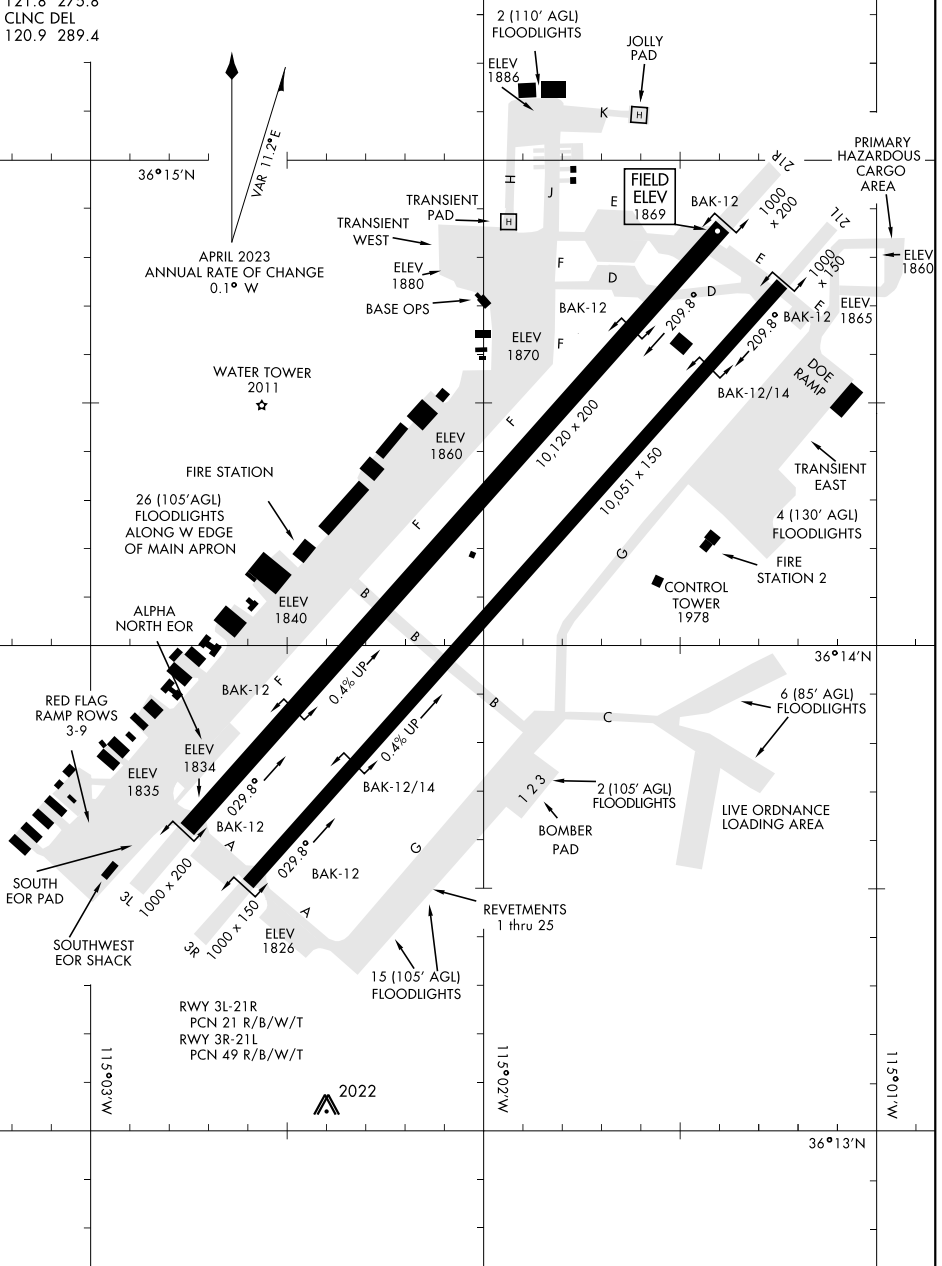 121.8 275.8
CLNC DEL
120.9 289.4
2 (110' AGL)
FLOODLIGHTS
JOLLY
PAD
ELEV
1886
K
H
VAR 11.2°E
36°15'N
PRIMARY
HAZARDOUS
CARGO
AREA
21R
H
J
FIELD
ELEV
1869
E
BAK-12
1000
x 200
TRANSIENT
PAD
H
TRANSIENT
WEST
21L
APRIL 2023
ANNUAL RATE OF CHANGE
0.1° W
ELEV
1880
F
D
D
E
1000
x 150
ELEV
1860
BASE OPS
BAK-12
209.8°
E
BAK-12
ELEV
1865
209.8°
ELEV
1870
F
WATER TOWER
2011
DOE
RAMP
BAK-12/14
F
ELEV
1860
10,120 x 200
10,051 x 150
TRANSIENT
EAST
FIRE STATION
26 (105'AGL)
FLOODLIGHTS
ALONG W EDGE
OF MAIN APRON
F
4 (130' AGL)
FLOODLIGHTS
G
FIRE
STATION 2
CONTROL
TOWER
1978
B
ELEV
1840
ALPHA
NORTH EOR
B
36°14'N
RED FLAG
RAMP ROWS
3-9
BAK-12
F
0.4% UP
B
C
6 (85' AGL)
FLOODLIGHTS
ELEV
1834
0.4% UP
ELEV
1835
029.8°
BAK-12/14
1 2 3
2 (105' AGL)
FLOODLIGHTS
LIVE ORDNANCE
LOADING AREA
BAK-12
A
BOMBER
PAD
G
029.8°
BAK-12
SOUTH
EOR PAD
3L
1000 x 200
A
REVETMENTS
1 thru 25
SOUTHWEST
EOR SHACK
3R
1000 x 150
ELEV
1826
15 (105' AGL)
FLOODLIGHTS
RWY 3L-21R
PCN 21 R/B/W/T
RWY 3R-21L
PCN 49 R/B/W/T
115°03'W
115°02'W
115°01'W
2022
36°13'N